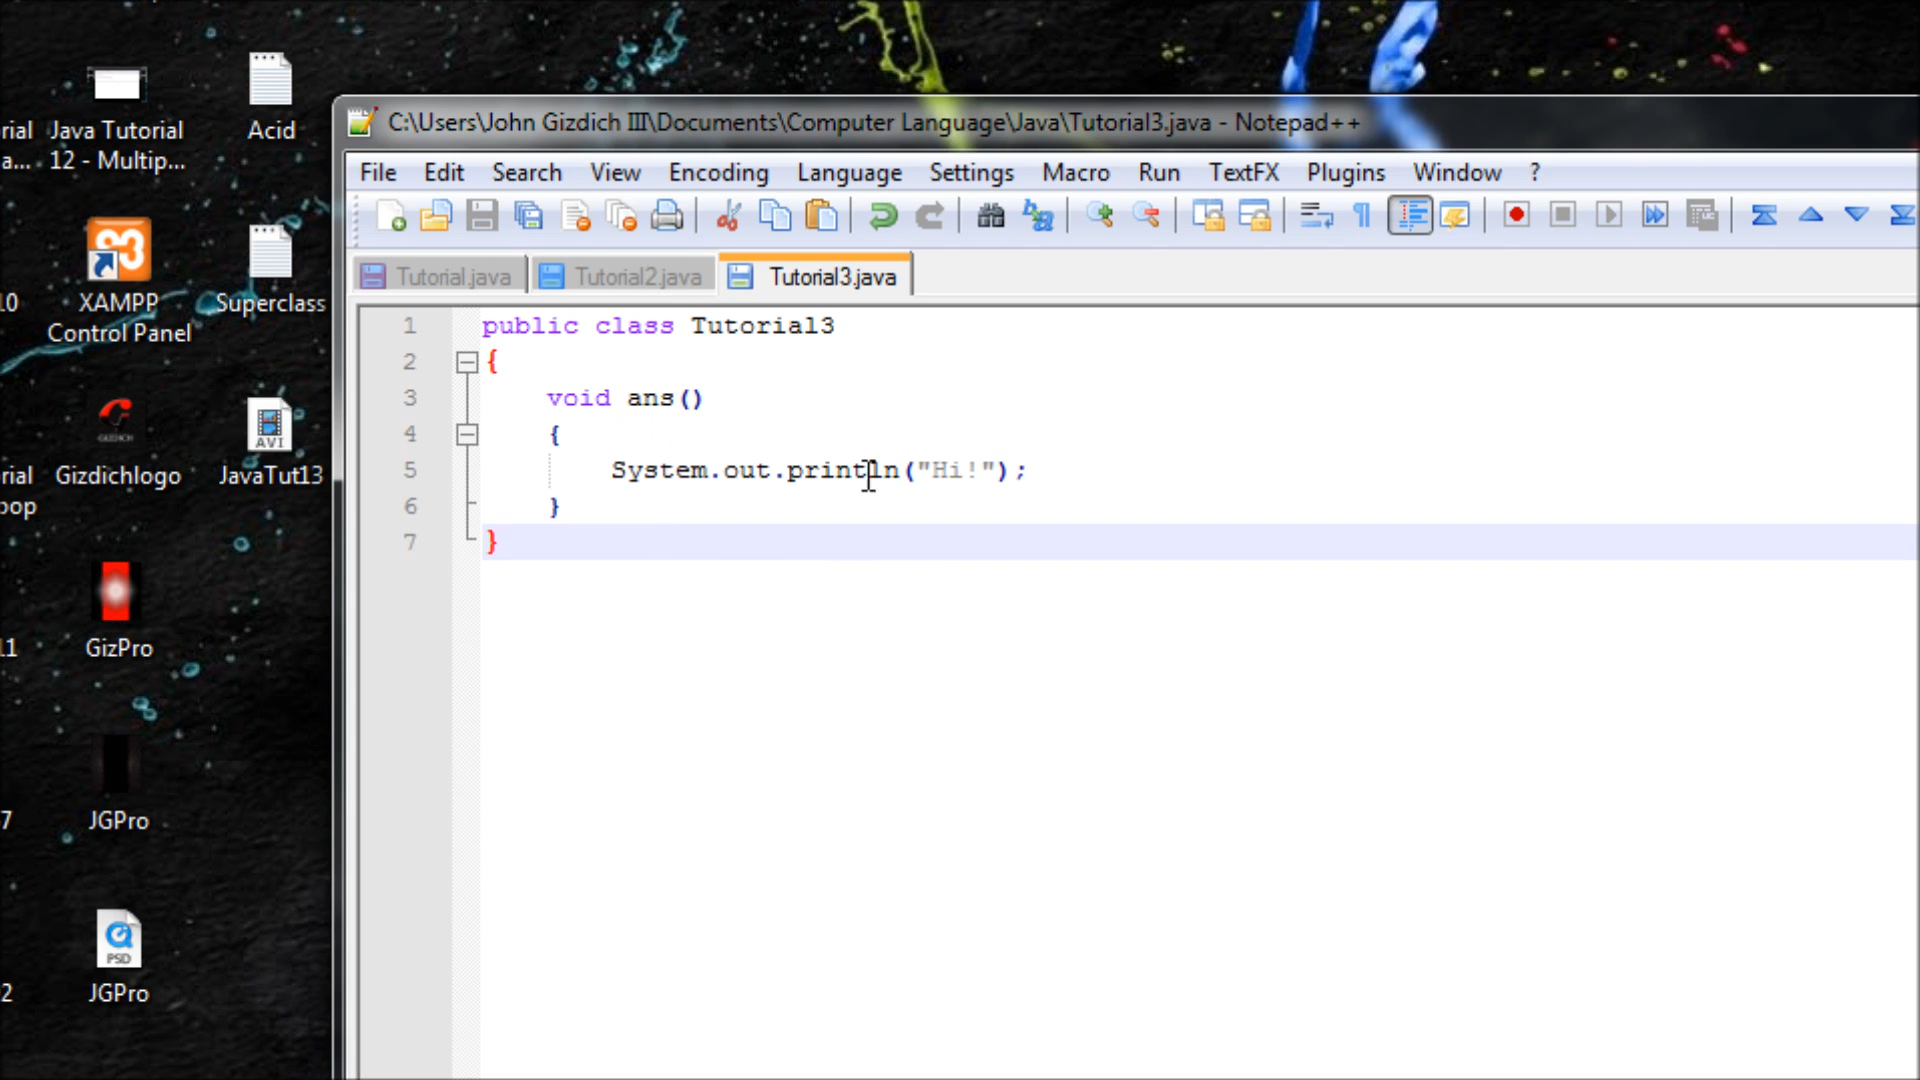 C:\Users\John Gizdich III\Documents\Computer Language\Java\Tutorial3.java - Notepad++
File Edit Search View Encoding Language Settings Macro Run TextFX Plugins Window ?
Tutorial.java Tutorial2.java Tutorial3.java
1 public class Tutorial3
2 {
3 void ans()
4 {
5 System.out.println("Hi!");
6 }
7 }
rial
a...
Java Tutorial
12 - Multip...
Acid
10
XAMPP
Control Panel
Superclass
rial
oop
Gizdichlogo
AVI
JavaTut13
11
GizPro
7
JGPro
PSD
2
JGPro